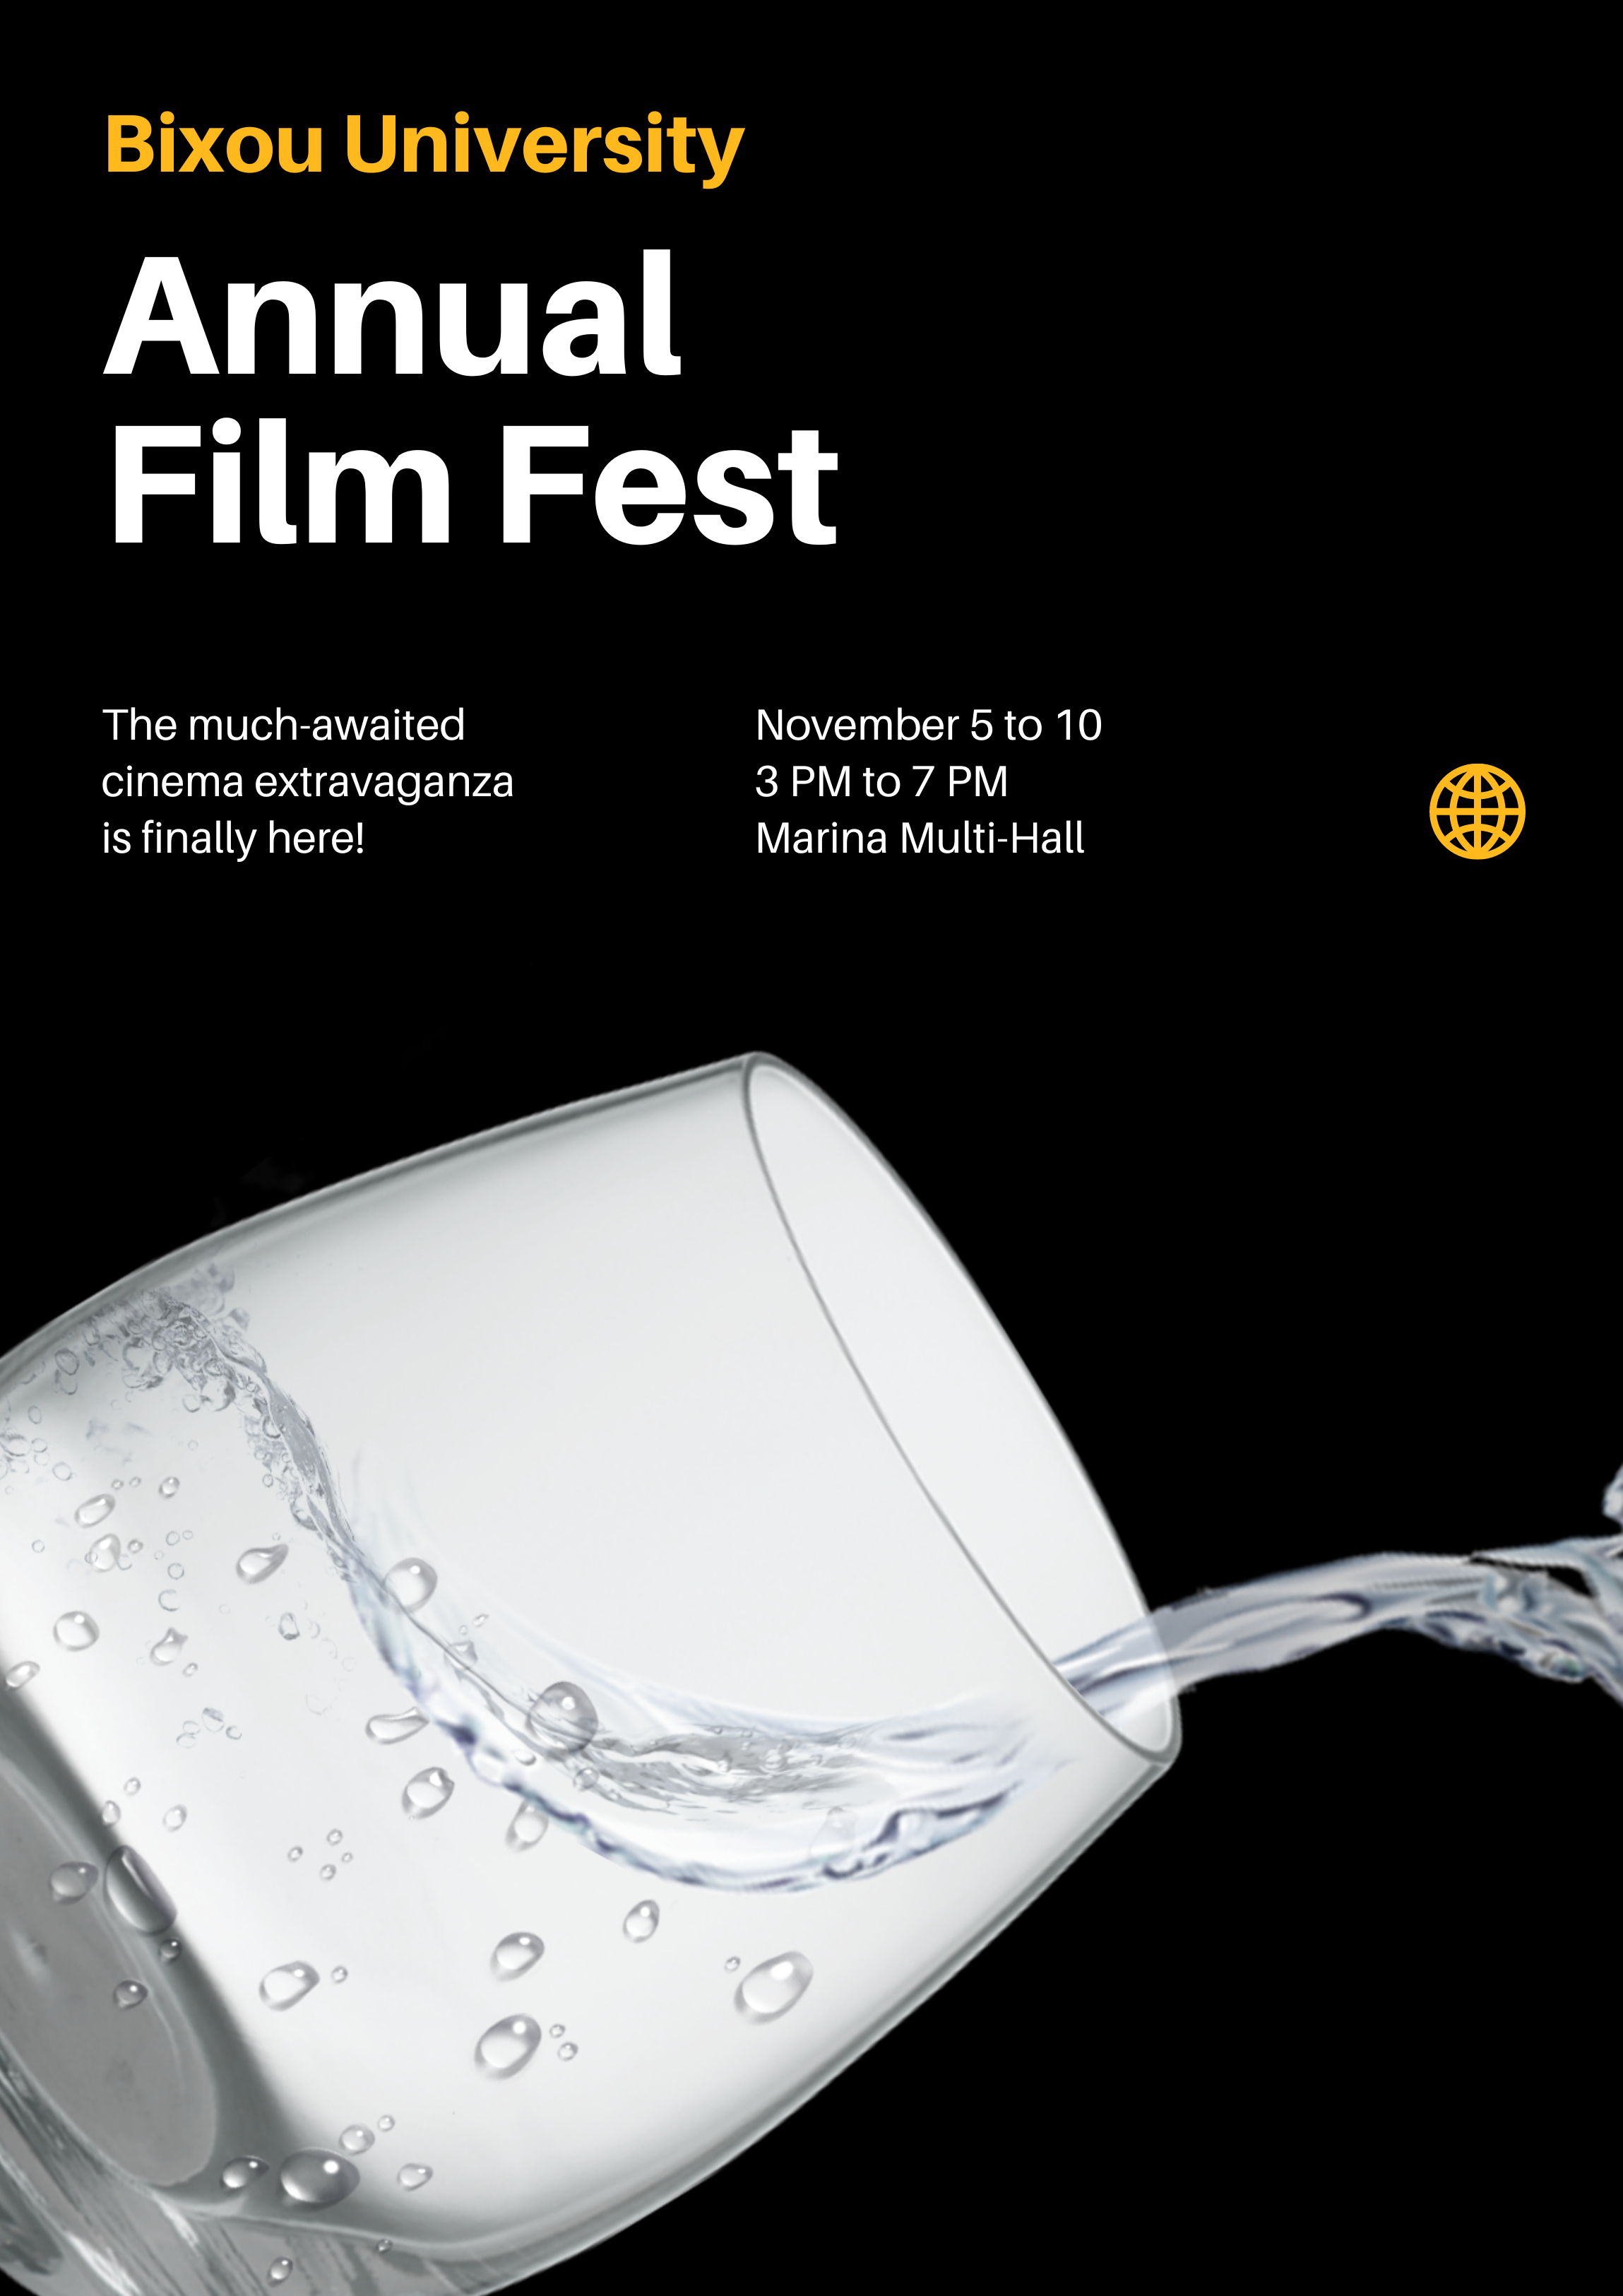 Bixou University
Annual
Film Fest
The much-awaited
cinema extravaganza
is finally here!
November 5 to 10
3 PM to 7 PM
Marina Multi-Hall